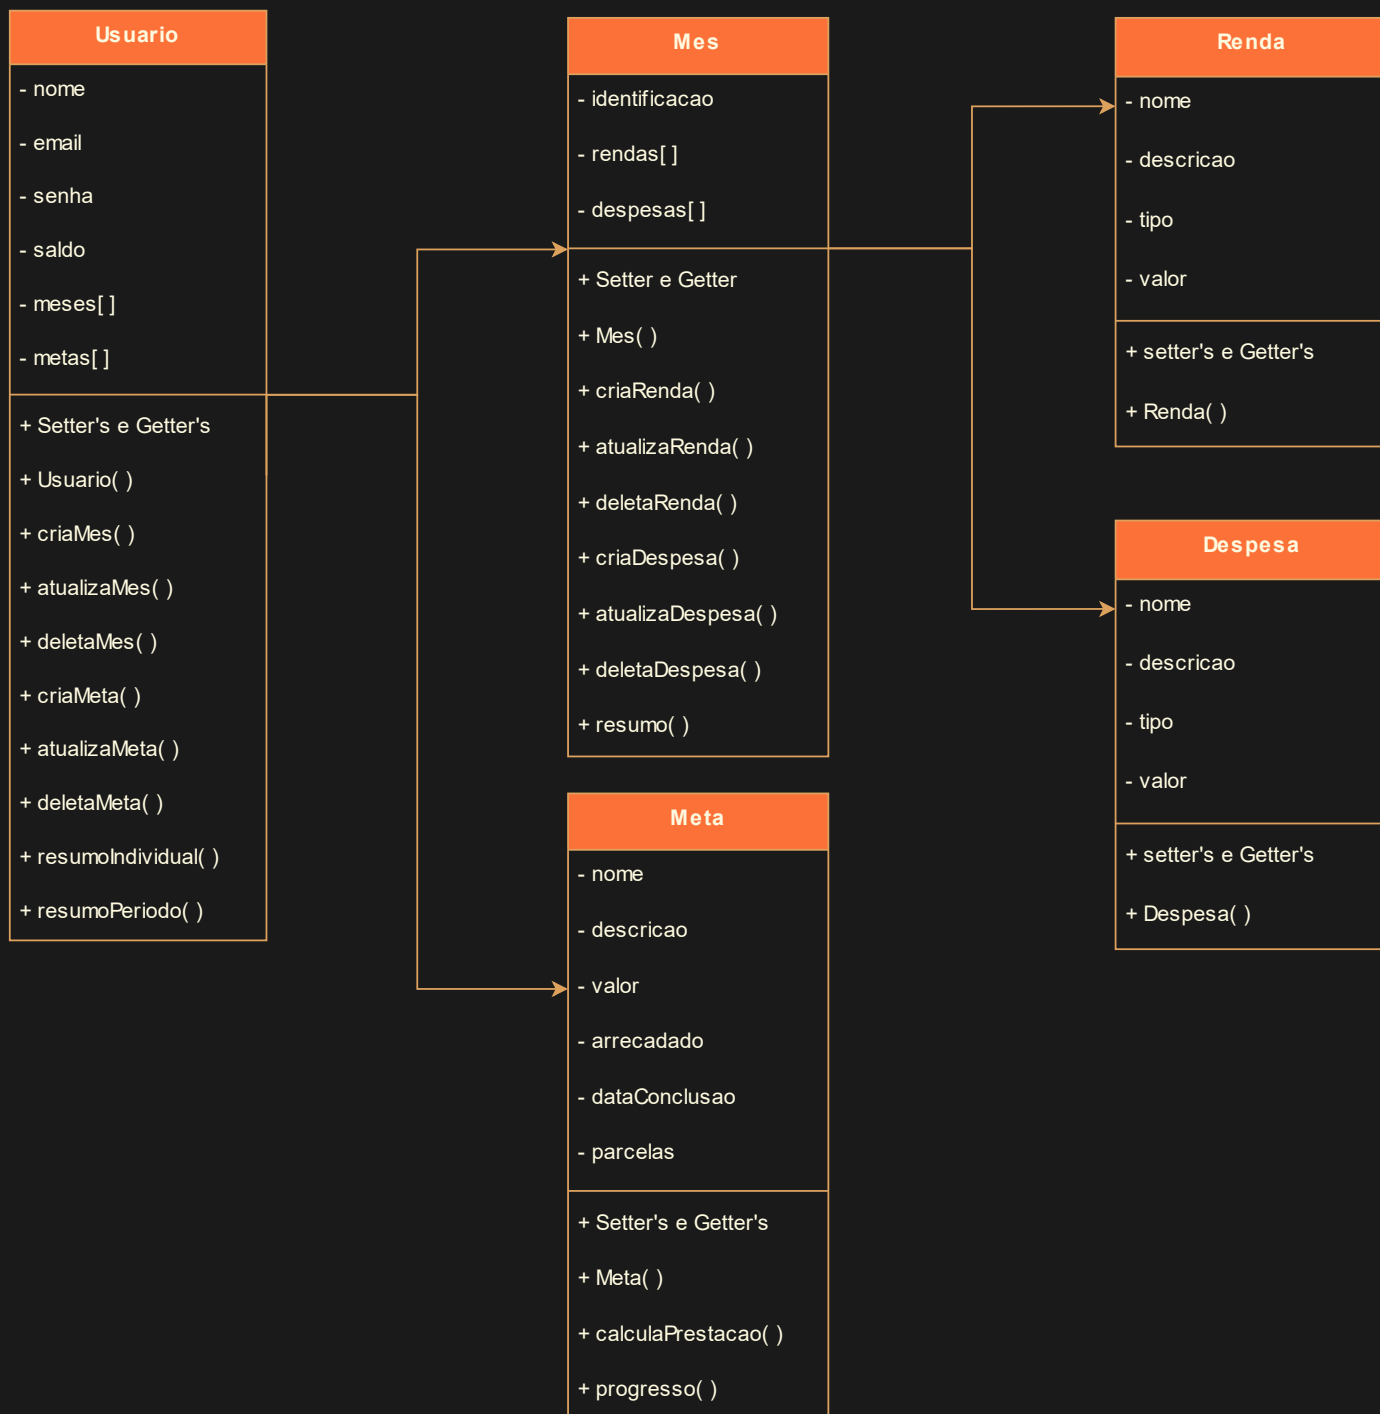 Usuario
- nome
- email
- senha
- saldo
- meses[ ]
- metas[ ]
+ Setter's e Getter's
+ Usuario( )
+ criaMes( )
+ atualizaMes( )
+ deletaMes( )
+ criaMeta( )
+ atualizaMeta( )
+ deletaMeta( )
+ resumoIndividual( )
+ resumoPeriodo( )
Mes
- identificacao
- rendas[ ]
- despesas[ ]
+ Setter e Getter
+ Mes( )
+ criaRenda( )
+ atualizaRenda( )
+ deletaRenda( )
+ criaDespesa( )
+ atualizaDespesa( )
+ deletaDespesa( )
+ resumo( )
Meta
- nome
- descricao
- valor
- arrecadado
- dataConclusao
- parcelas
+ Setter's e Getter's
+ Meta( )
+ calculaPrestacao( )
+ progresso( )
Renda
- nome
- descricao
- tipo
- valor
+ setter's e Getter's
+ Renda( )
Despesa
- nome
- descricao
- tipo
- valor
+ setter's e Getter's
+ Despesa( )